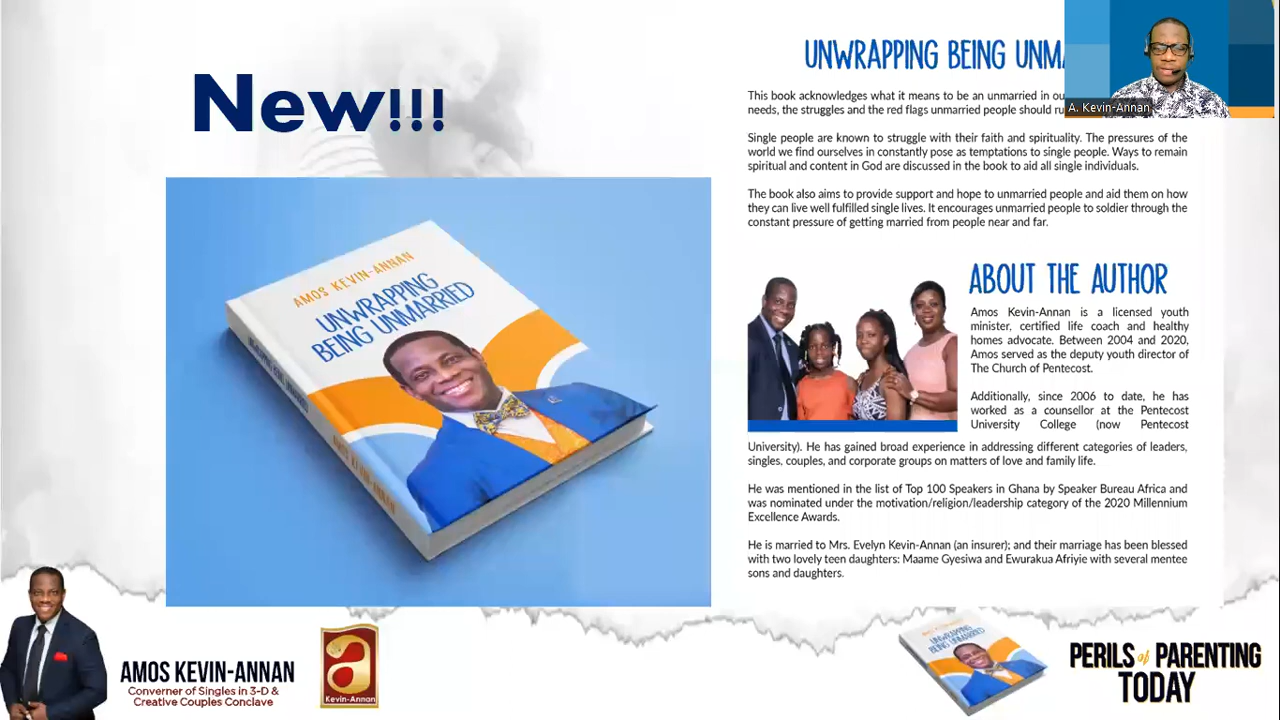 New!!!
AMOS KEVIN-ANNAN
UNWRAPPING
BEING UNMARRIED
UNWRAPPING BEING UNMA
This book acknowledges what it means to be an unmarried in ou
needs, the struggles and the red flags unmarried people should ru
A. Kevin-Annan
Single people are known to struggle with their faith and spirituality. The pressures of the
world we find ourselves in constantly pose as temptations to single people. Ways to remain
spiritual and content in God are discussed in the book to aid all single individuals.
The book also aims to provide support and hope to unmarried people and aid them on how
they can live well fulfilled single lives. It encourages unmarried people to soldier through the
constant pressure of getting married from people near and far.
ABOUT THE AUTHOR
Amos Kevin-Annan is a licensed youth
minister, certified life coach and healthy
homes advocate. Between 2004 and 2020,
Amos served as the deputy youth director of
The Church of Pentecost.
Additionally, since 2006 to date, he has
worked as a counsellor at the Pentecost
University College (now Pentecost
University). He has gained broad experience in addressing different categories of leaders,
singles, couples, and corporate groups on matters of love and family life.
He was mentioned in the list of Top 100 Speakers in Ghana by Speaker Bureau Africa and
was nominated under the motivation/religion/leadership category of the 2020 Millennium
Excellence Awards.
He is married to Mrs. Evelyn Kevin-Annan (an insurer); and their marriage has been blessed
with two lovely teen daughters: Maame Gyesiwa and Ewurakua Afriyie with several mentee
sons and daughters.
AMOS KEVIN-ANNAN
Converner of Singles in 3-D &
Creative Couples Conclave
a
Kevin-Annan
UNWRAPPING
BEING UNMARRIED
PERILS of PARENTING
TODAY